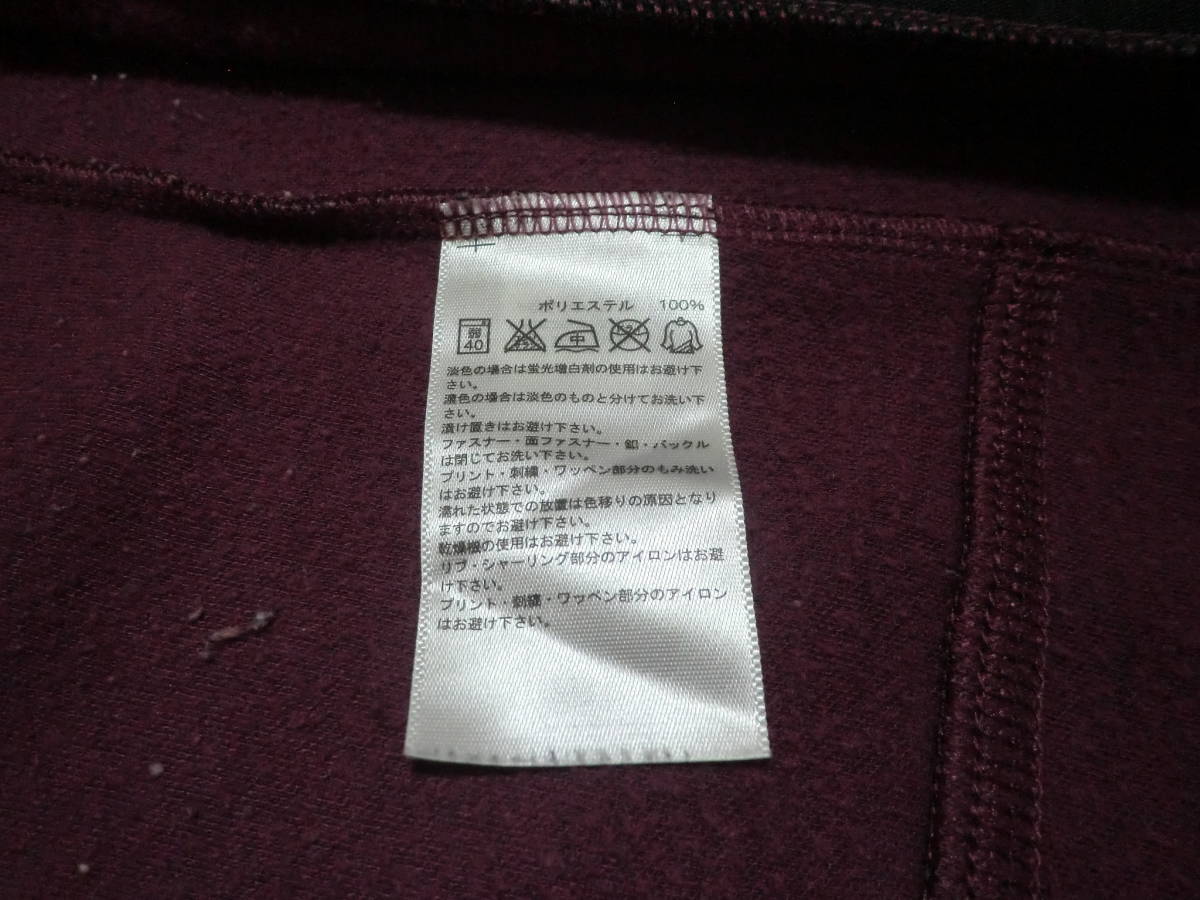 ポリエステル 100%
弱
40
中
淡色の場合は蛍光増白剤の使用はお避け下
さい。
濃色の場合は淡色のものと分けてお洗い下
さい。
漬け置きはお避け下さい。
ファスナー・面ファスナー・釦・バックル
は閉じてお洗い下さい。
プリント・刺繍・ワッペン部分のもみ洗い
はお避け下さい。
濡れた状態での放置は色移りの原因となり
ますのでお避け下さい。
乾燥機の使用はお避け下さい。
リブ・シャーリング部分のアイロンはお避
け下さい。
プリント・刺繍・ワッペン部分のアイロン
はお避け下さい。